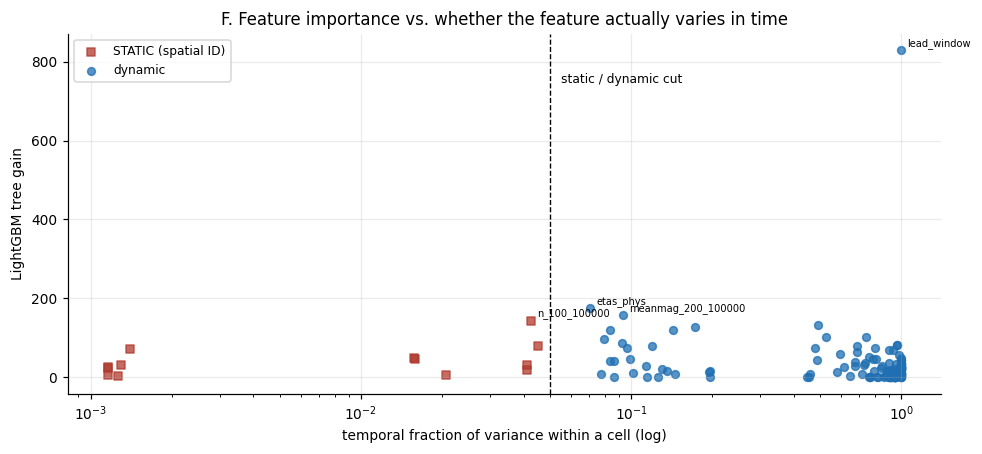 F. Feature importance vs. whether the feature actually varies in time
STATIC (spatial ID)
dynamic
lead_window
static / dynamic cut
etas_phys
n_100_100000
meanmag_200_100000
LightGBM tree gain
800
600
400
200
0
10⁻³
10⁻²
10⁻¹
10⁰
temporal fraction of variance within a cell (log)